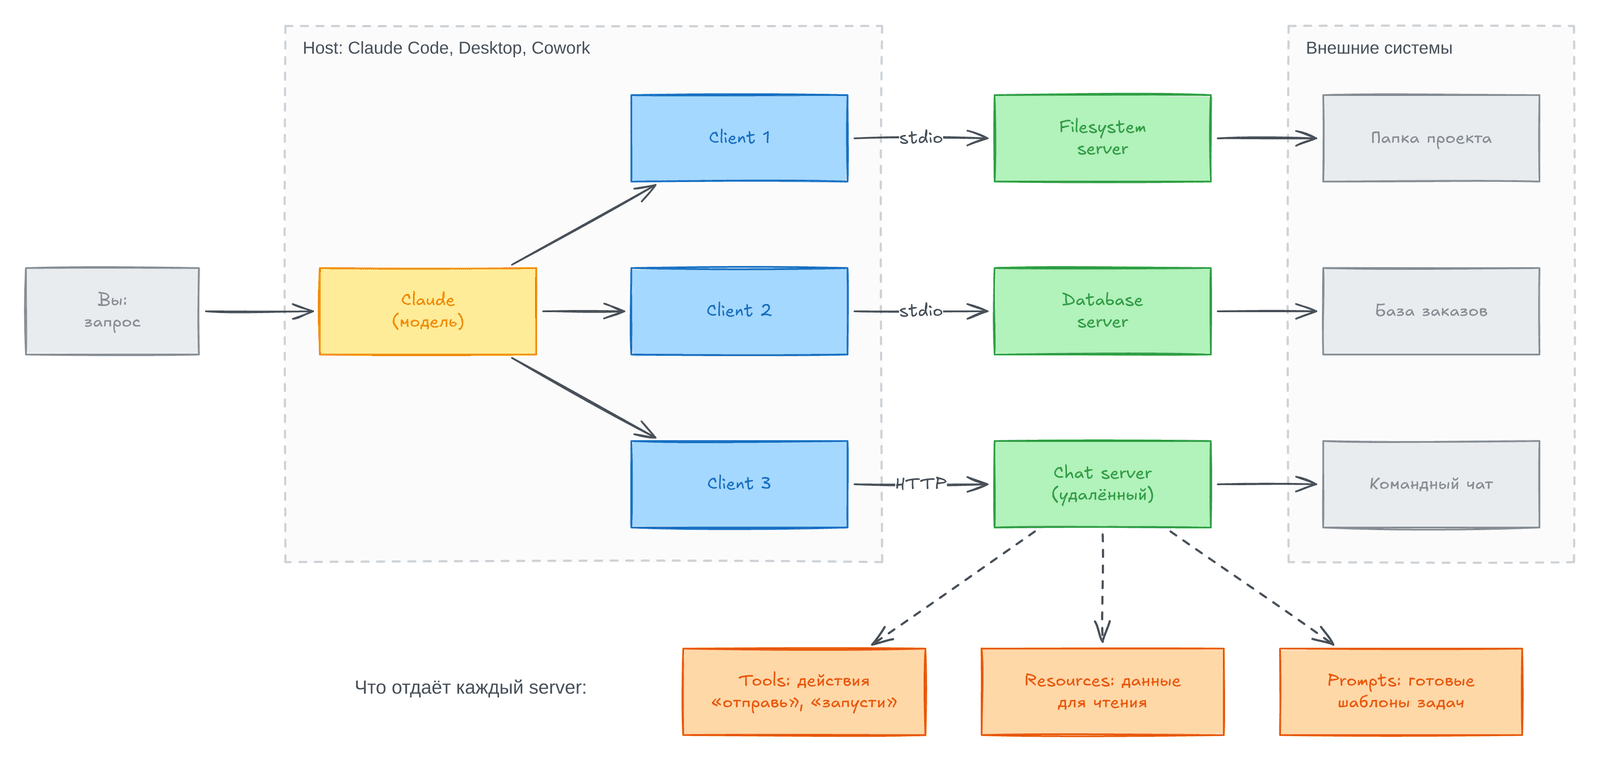 Host: Claude Code, Desktop, Cowork
Внешние системы
Client 1
stdio
Filesystem
server
Папка проекта
Вы:
запрос
Claude
(модель)
Client 2
stdio
Database
server
База заказов
Client 3
HTTP
Chat server
(удалённый)
Командный чат
Что отдаёт каждый server:
Tools: действия
«отправь», «запусти»
Resources: данные
для чтения
Prompts: готовые
шаблоны задач